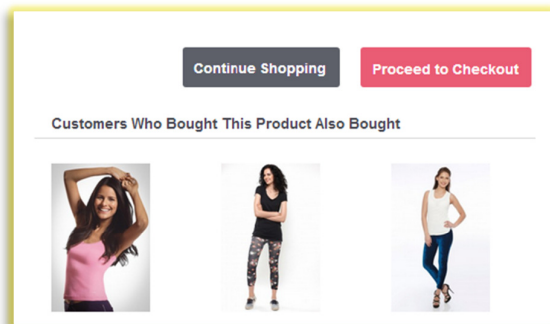 Continue Shopping
Proceed to Checkout
Customers Who Bought This Product Also Bought